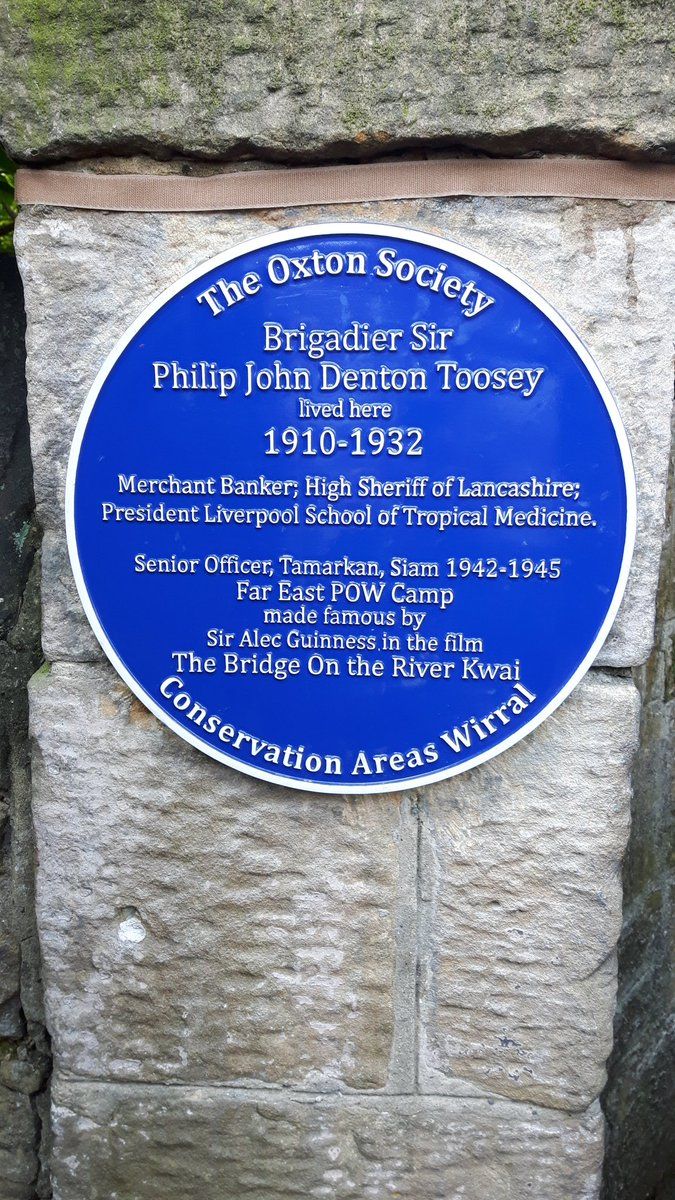 The Oxton Society
Brigadier Sir
Philip John Denton Toosey
lived here
1910-1932
Merchant Banker; High Sheriff of Lancashire;
President Liverpool School of Tropical Medicine.
Senior Officer, Tamarkan, Siam 1942-1945
Far East POW Camp
made famous by
Sir Alec Guinness in the film
The Bridge On the River Kwai
Conservation Areas Wirral